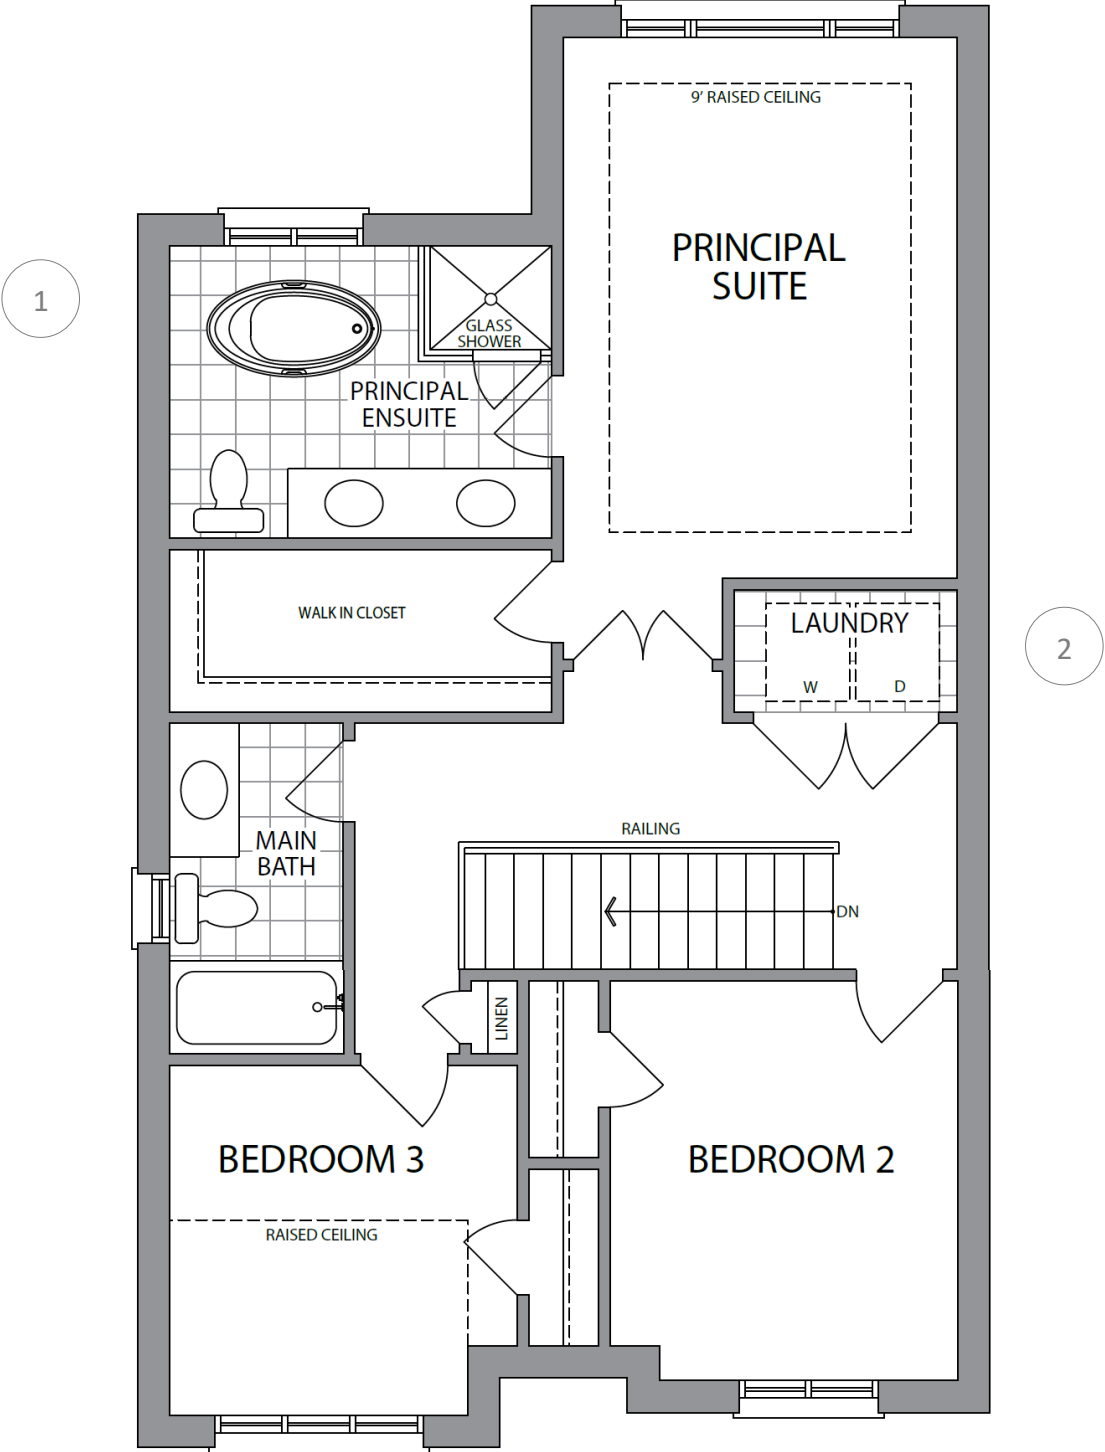 9' RAISED CEILING
PRINCIPAL
SUITE
1
GLASS
SHOWER
PRINCIPAL
ENSUITE
WALK IN CLOSET
LAUNDRY
W
D
2
RAILING
MAIN
BATH
DN
LINEN
BEDROOM 3
BEDROOM 2
RAISED CEILING